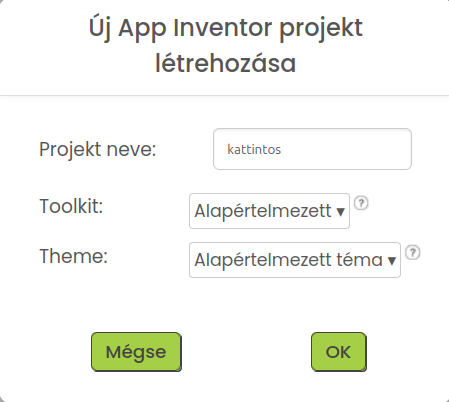 Új App Inventor projekt
létrehozása
Projekt neve: kattintos
Toolkit: Alapértelmezett ▾ ?
Theme: Alapértelmezett téma ▾ ?
Mégse OK